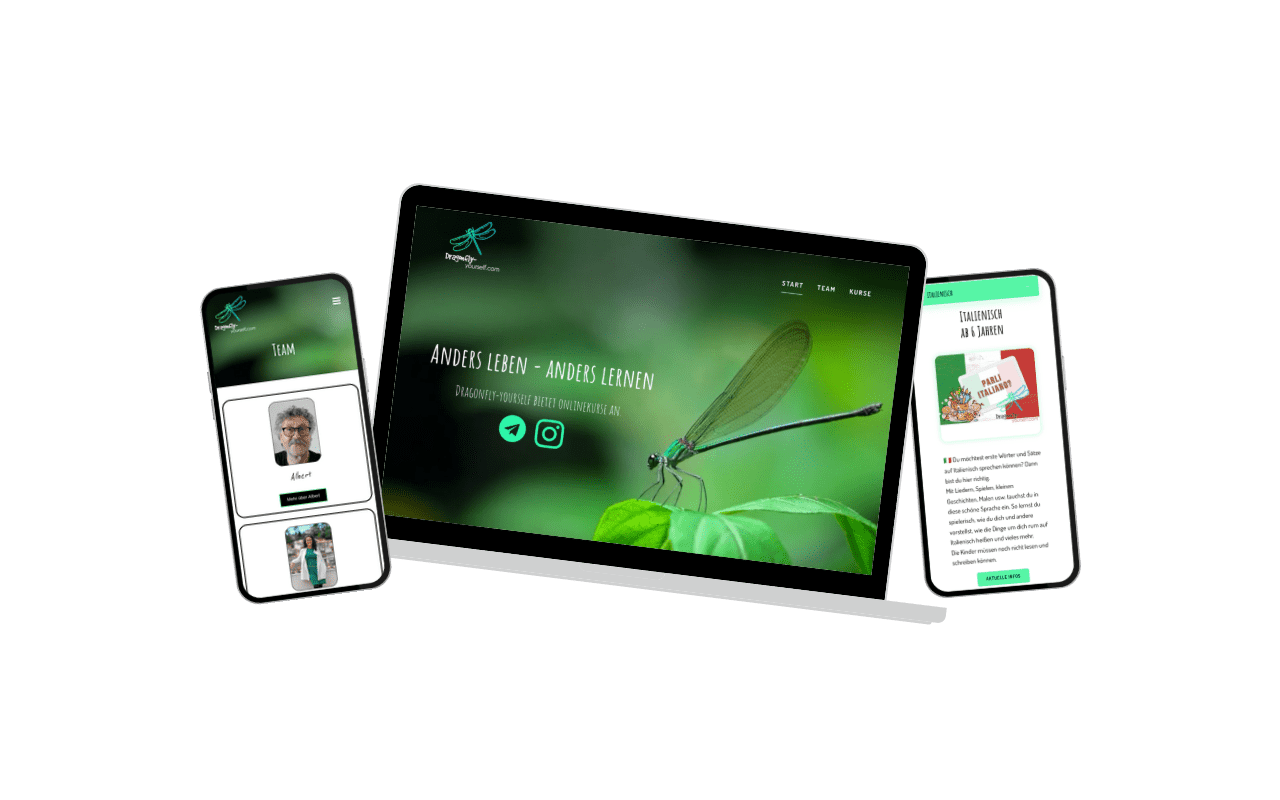 Dragonfly-
yourself.com
Team
Albert
Mehr über Albert
Dragonfly-
yourself.com
START TEAM KURSE
Anders leben - anders lernen
Dragonfly-yourself bietet onlinekurse an
Italienisch
Italienisch
ab 6 Jahren
PARLI
ITALIANO?
Du möchtest erste Wörter und Sätze
auf Italienisch sprechen können? Dann
bist du hier richtig.
Mit Liedern, Spielen, kleinen
Geschichten, Malen usw. tauchst du in
diese schöne Sprache ein. So lernst du
spielerisch, wie du dich und andere
vorstellst, wie die Dinge um dich rum auf
Italienisch heißen und vieles mehr.
Die Kinder müssen noch nicht lesen und
schreiben können.
AKTUELLE INFOS